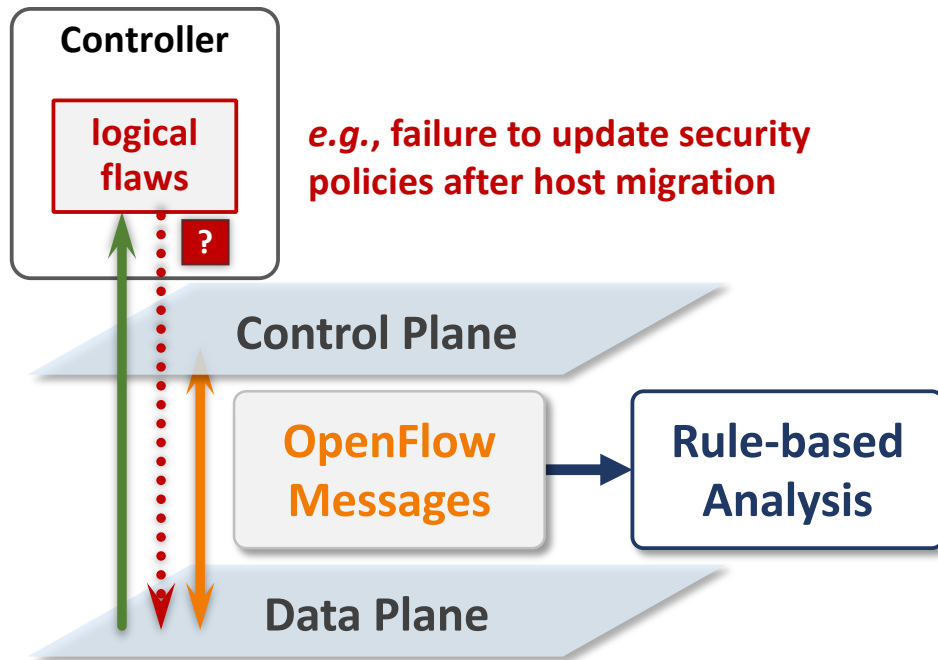 Controller
logical
flaws
e.g., failure to update security
policies after host migration
?
Control Plane
OpenFlow
Messages
Rule-based
Analysis
Data Plane